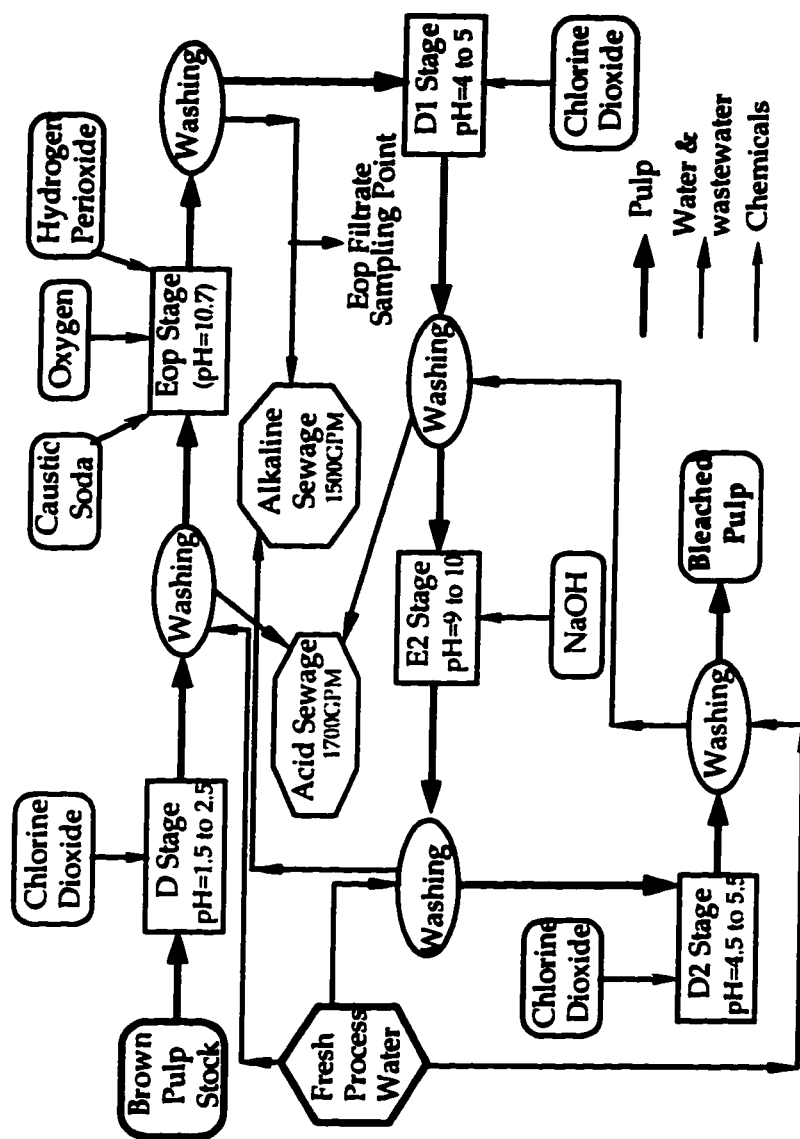 Brown
Pulp
Stock
Chlorine
Dioxide
D Stage
pH=1.5 to 2.5
Washing
Caustic
Soda
Oxygen
Hydrogen
Perioxide
Eop Stage
(pH=10.7)
Washing
Fresh
Process
Water
Acid Sewage
1700GPM
Alkaline
Sewage
1500GPM
Eop Filtrate
Sampling Point
D1 Stage
pH=4 to 5
Chlorine
Dioxide
Washing
E2 Stage
pH=9 to 10
NaOH
Washing
Chlorine
Dioxide
D2 Stage
pH=4.5 to 5.5
Washing
Bleached
Pulp
Pulp
Water &
wastewater
Chemicals